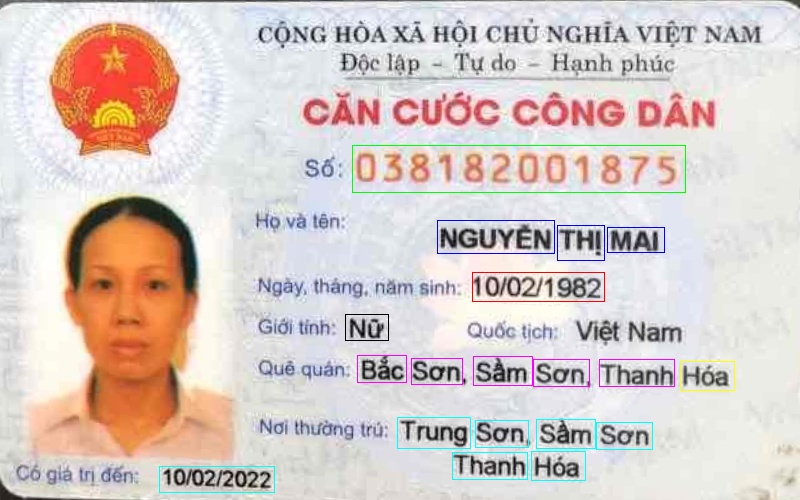 CỘNG HÒA XÃ HỘI CHỦ NGHĨA VIỆT NAM
Độc lập - Tự do - Hạnh phúc
CĂN CƯỚC CÔNG DÂN
Số: 038182001875
Họ và tên:
NGUYỄN THỊ MAI
Ngày, tháng, năm sinh: 10/02/1982
Giới tính: Nữ Quốc tịch: Việt Nam
Quê quán: Bắc Sơn, Sầm Sơn, Thanh Hóa
Nơi thường trú: Trung Sơn, Sầm Sơn
Thanh Hóa
Có giá trị đến: 10/02/2022